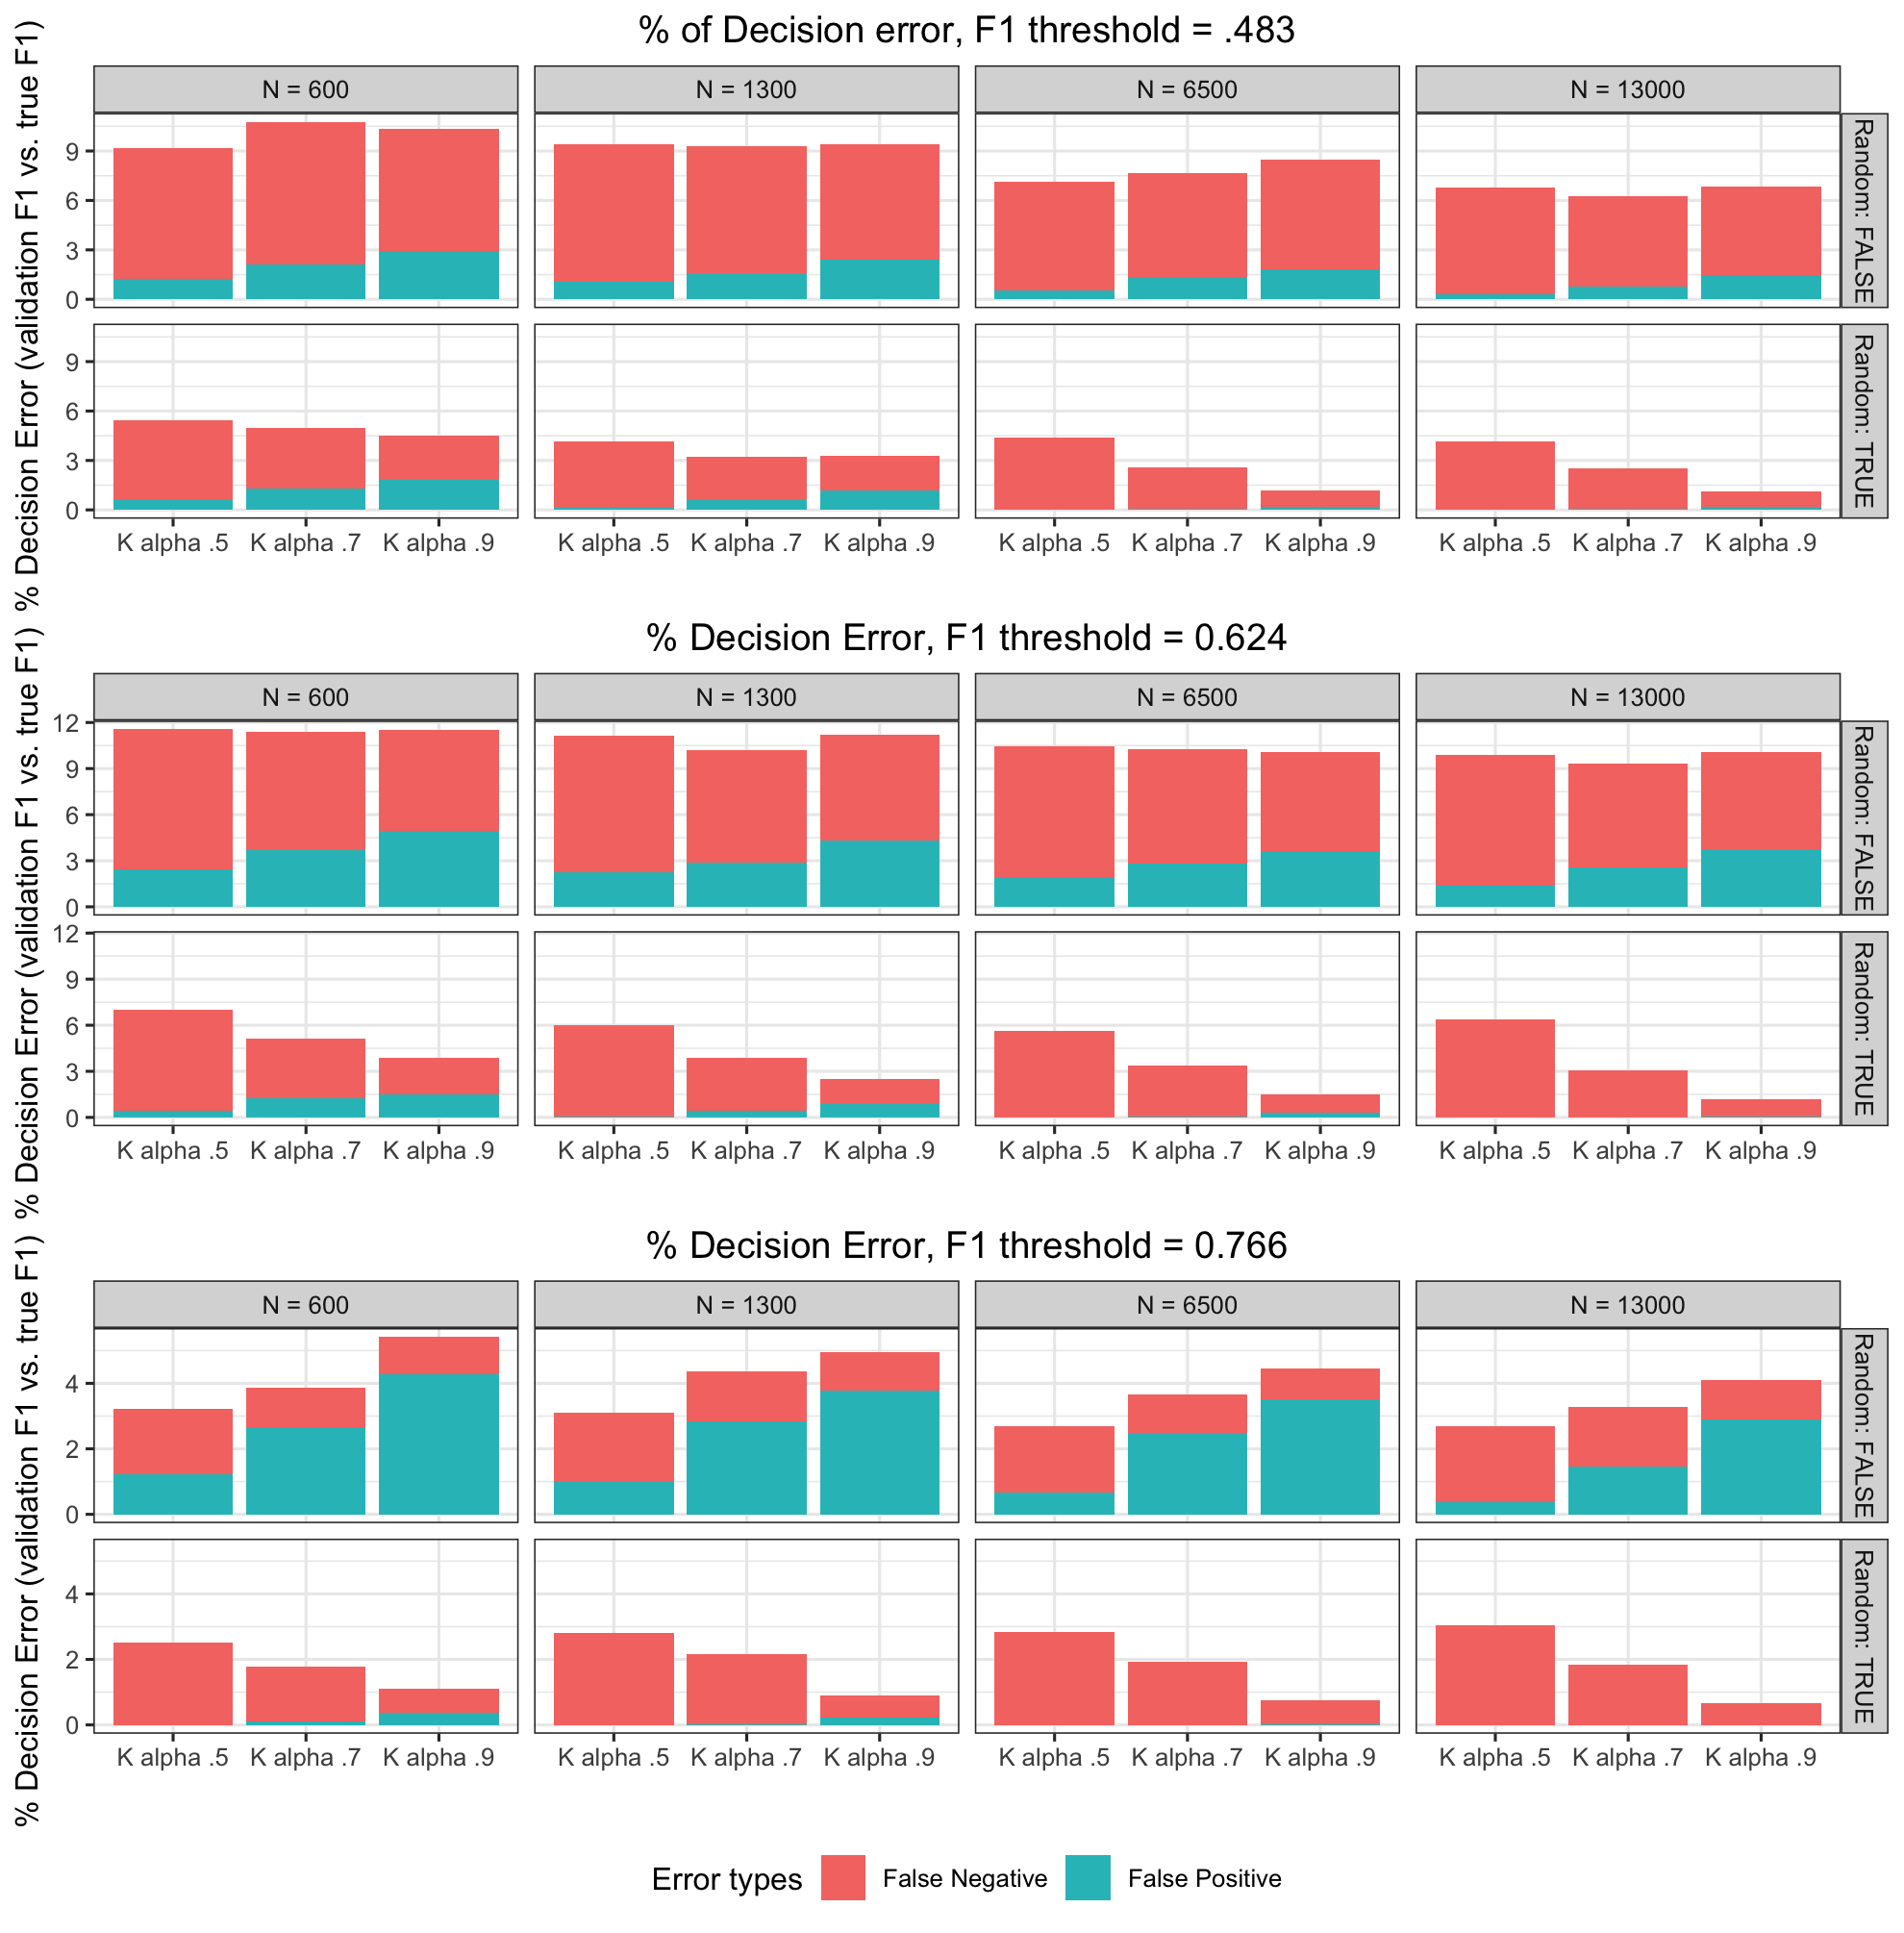 % of Decision error, F1 threshold = .483
% Decision Error (validation F1 vs. true F1)
N = 600 N = 1300 N = 6500 N = 13000
9
6
3
0
Random: FALSE
9
6
3
0
Random: TRUE
K alpha .5 K alpha .7 K alpha .9 K alpha .5 K alpha .7 K alpha .9 K alpha .5 K alpha .7 K alpha .9 K alpha .5 K alpha .7 K alpha .9
% Decision Error, F1 threshold = 0.624
% Decision Error (validation F1 vs. true F1)
N = 600 N = 1300 N = 6500 N = 13000
12
9
6
3
0
Random: FALSE
12
9
6
3
0
Random: TRUE
K alpha .5 K alpha .7 K alpha .9 K alpha .5 K alpha .7 K alpha .9 K alpha .5 K alpha .7 K alpha .9 K alpha .5 K alpha .7 K alpha .9
% Decision Error, F1 threshold = 0.766
% Decision Error (validation F1 vs. true F1)
N = 600 N = 1300 N = 6500 N = 13000
4
2
0
Random: FALSE
4
2
0
Random: TRUE
K alpha .5 K alpha .7 K alpha .9 K alpha .5 K alpha .7 K alpha .9 K alpha .5 K alpha .7 K alpha .9 K alpha .5 K alpha .7 K alpha .9
Error types False Negative False Positive